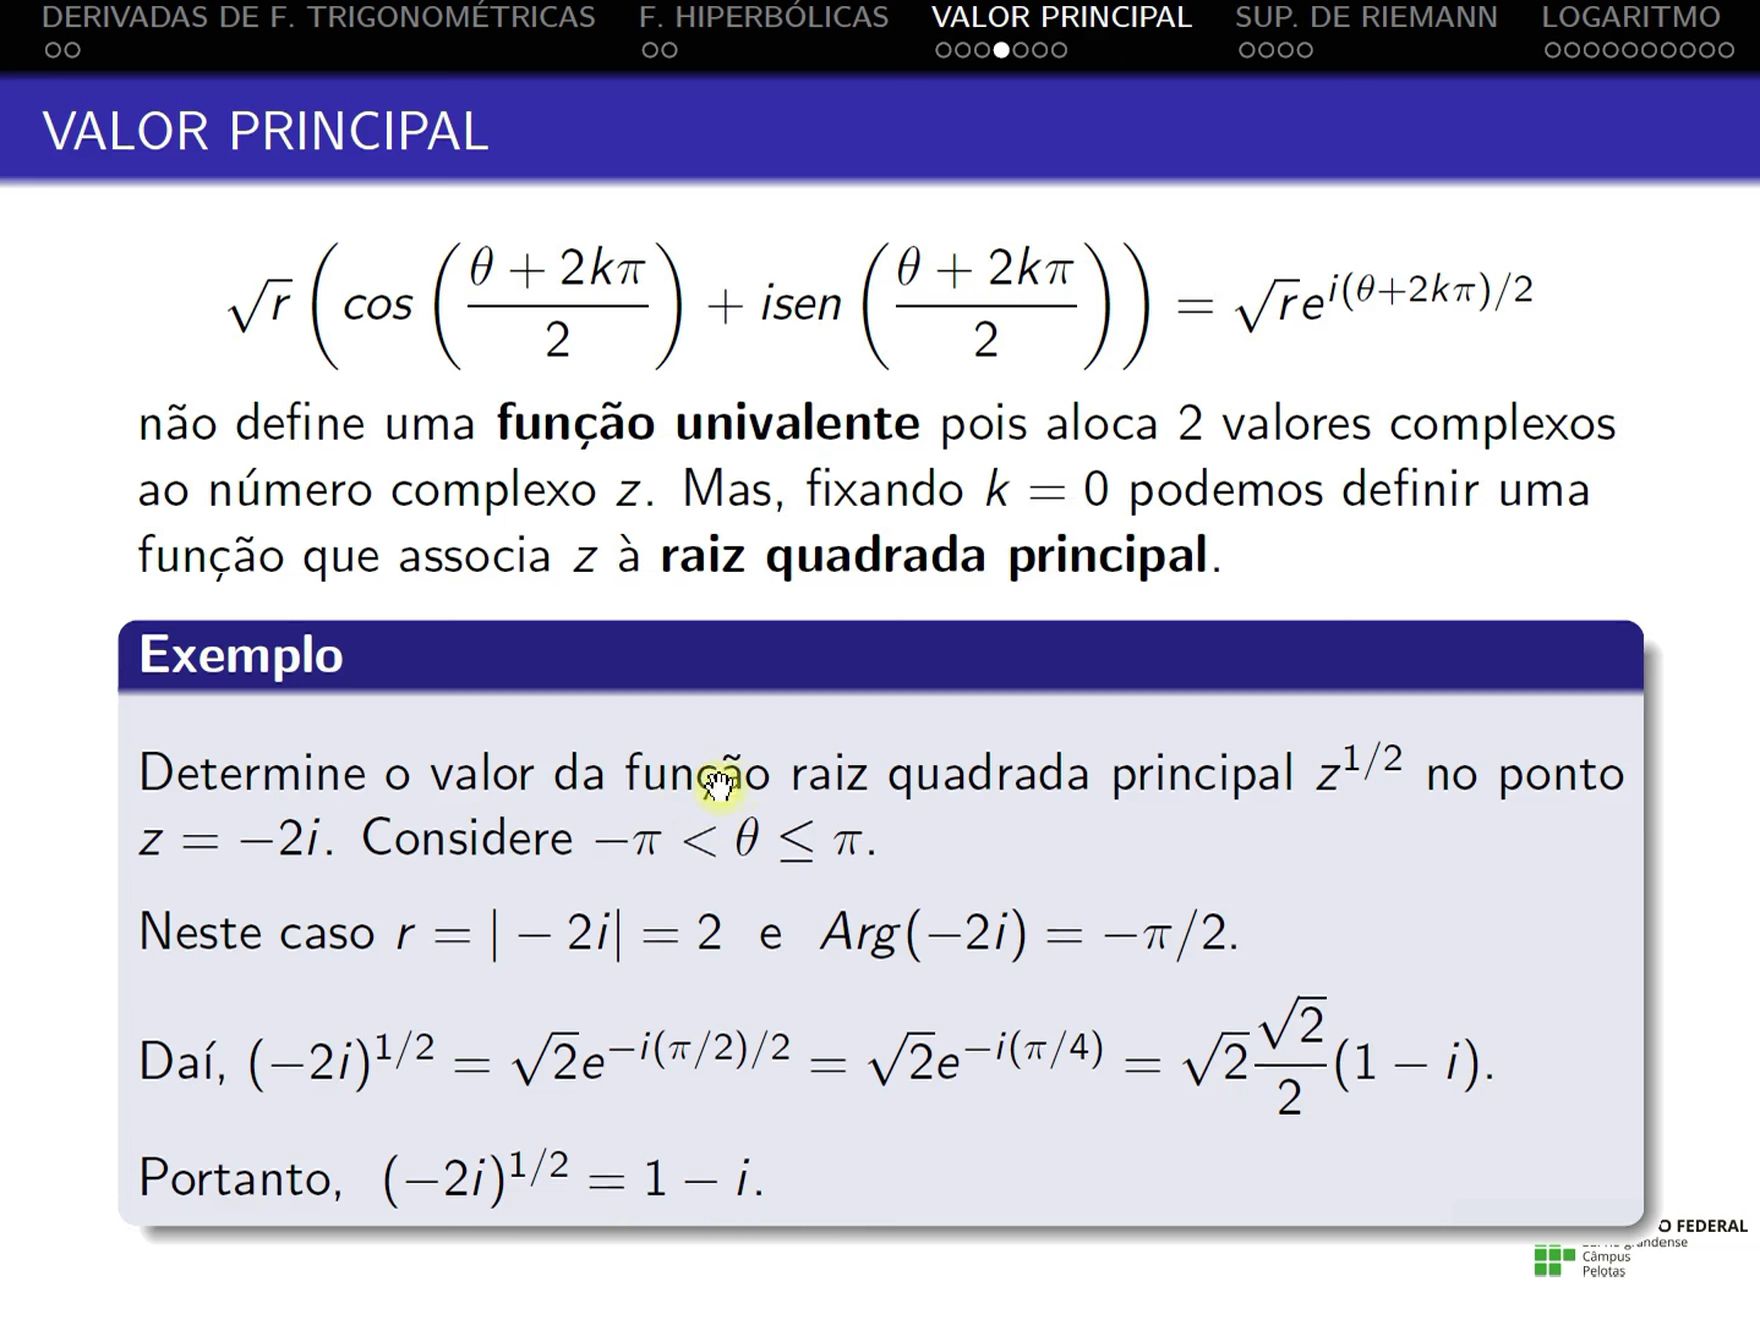 DERIVADAS DE F. TRIGONOMÉTRICAS F. HIPERBÓLICAS VALOR PRINCIPAL SUP. DE RIEMANN LOGARITMO
VALOR PRINCIPAL
√r ( cos ( (θ + 2kπ)/2 ) + isen ( (θ + 2kπ)/2 ) ) = √r e^{i(θ+2kπ)/2}
não define uma função univalente pois aloca 2 valores complexos
ao número complexo z. Mas, fixando k = 0 podemos definir uma
função que associa z à raiz quadrada principal.
Exemplo
Determine o valor da função raiz quadrada principal z^{1/2} no ponto
z = −2i. Considere −π < θ ≤ π.
Neste caso r = | − 2i| = 2 e Arg(−2i) = −π/2.
Daí, (−2i)^{1/2} = √2e^{−i(π/2)/2} = √2e^{−i(π/4)} = √2 √2/2 (1 − i).
Portanto, (−2i)^{1/2} = 1 − i.
O FEDERAL
Câmpus
Pelotas